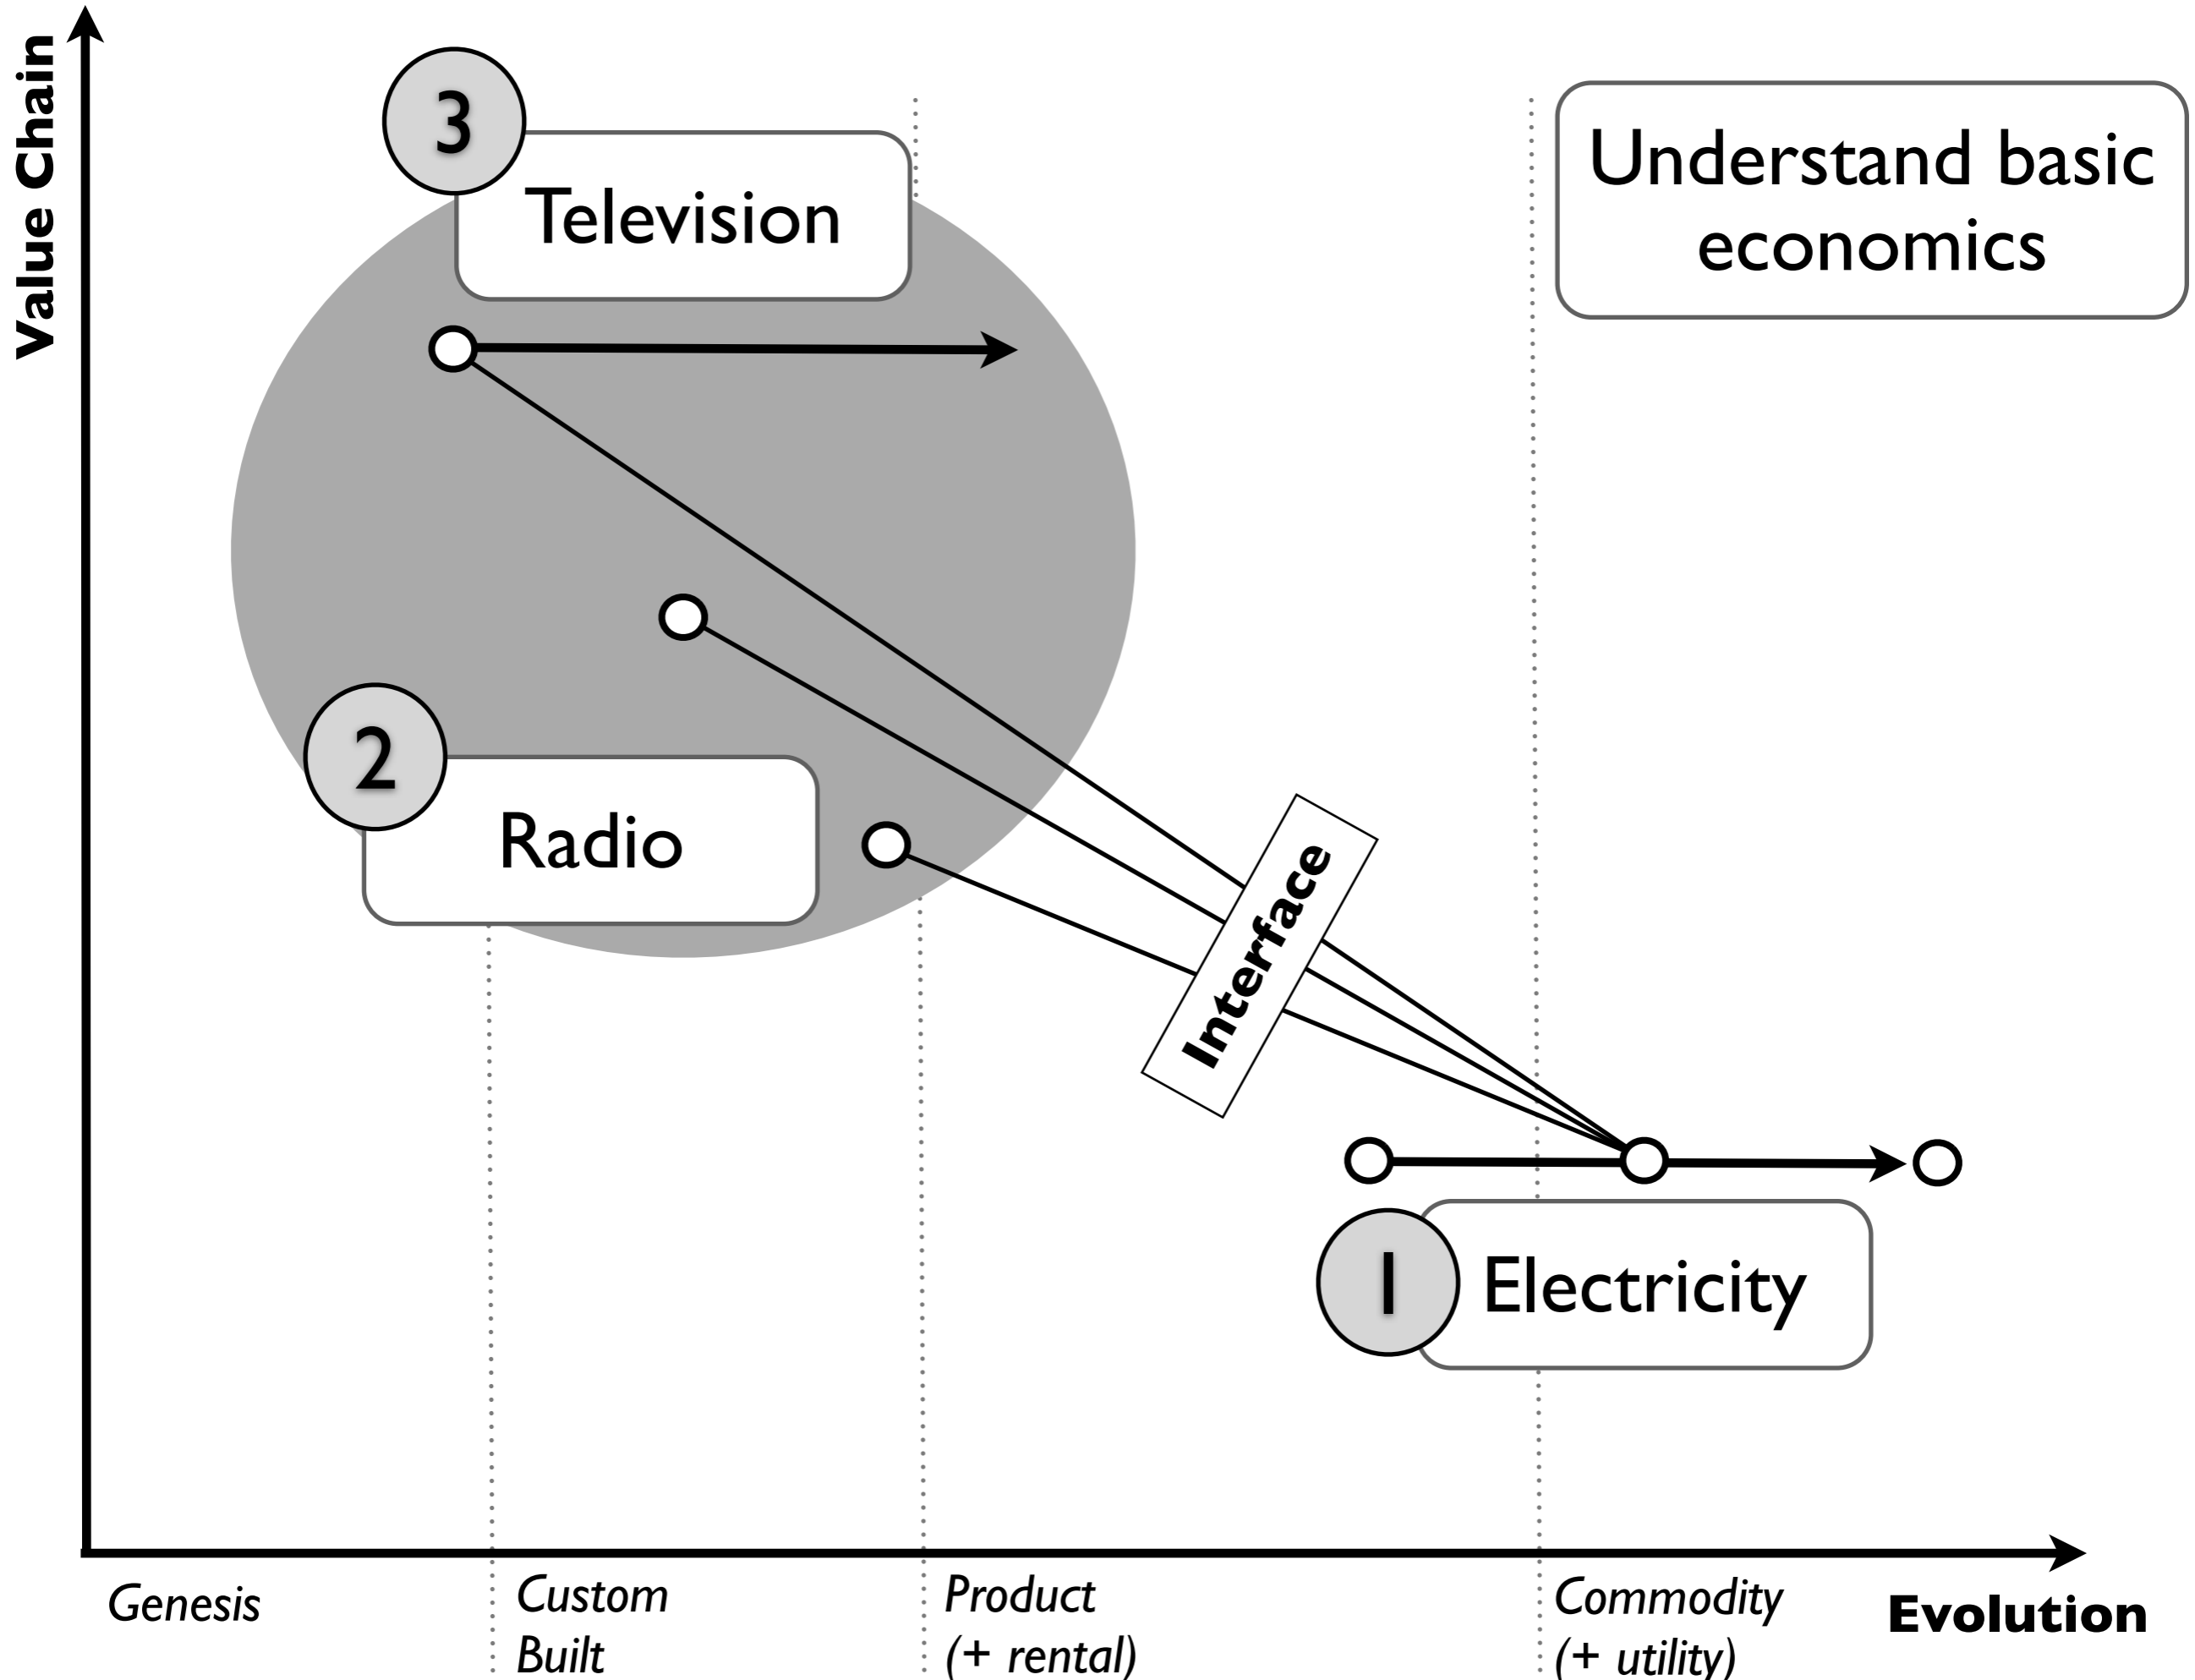 Value Chain
3
Television
Understand basic
economics
2
Radio
Interface
1
Electricity
Genesis
Custom
Built
Product
(+ rental)
Commodity
(+ utility)
Evolution